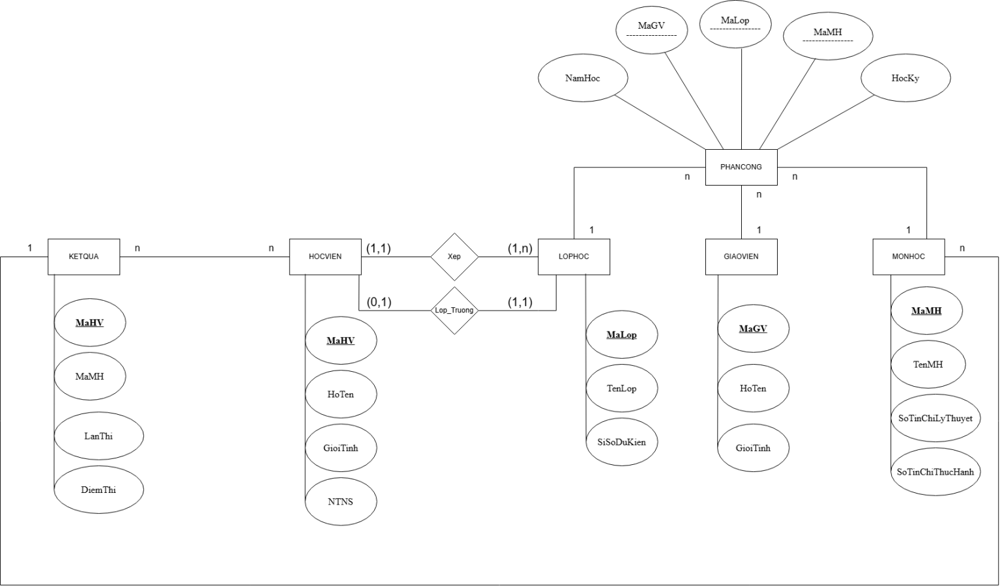 MaLop
MaGV
MaMH
NamHoc
HocKy
PHANCONG
n
n
n
1
1
1
1
n
n
(1,1)
(1,n)
n
KETQUA
HOCVIEN
Xep
LOPHOC
GIAOVIEN
MONHOC
(0,1)
(1,1)
Lop_Truong
MaHV
MaMH
LanThi
DiemThi
MaHV
HoTen
GioiTinh
NTNS
MaLop
TenLop
SiSoDuKien
MaGV
HoTen
GioiTinh
MaMH
TenMH
SoTinChiLyThuyet
SoTinChiThucHanh